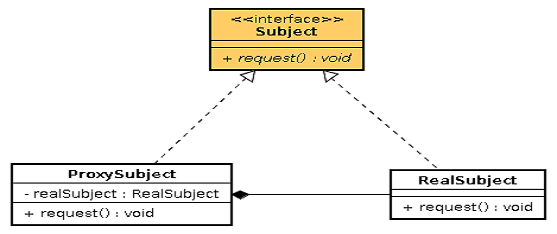 <<interface>>
Subject
+ request() : void
ProxySubject
- realSubject : RealSubject
+ request() : void
RealSubject
+ request() : void